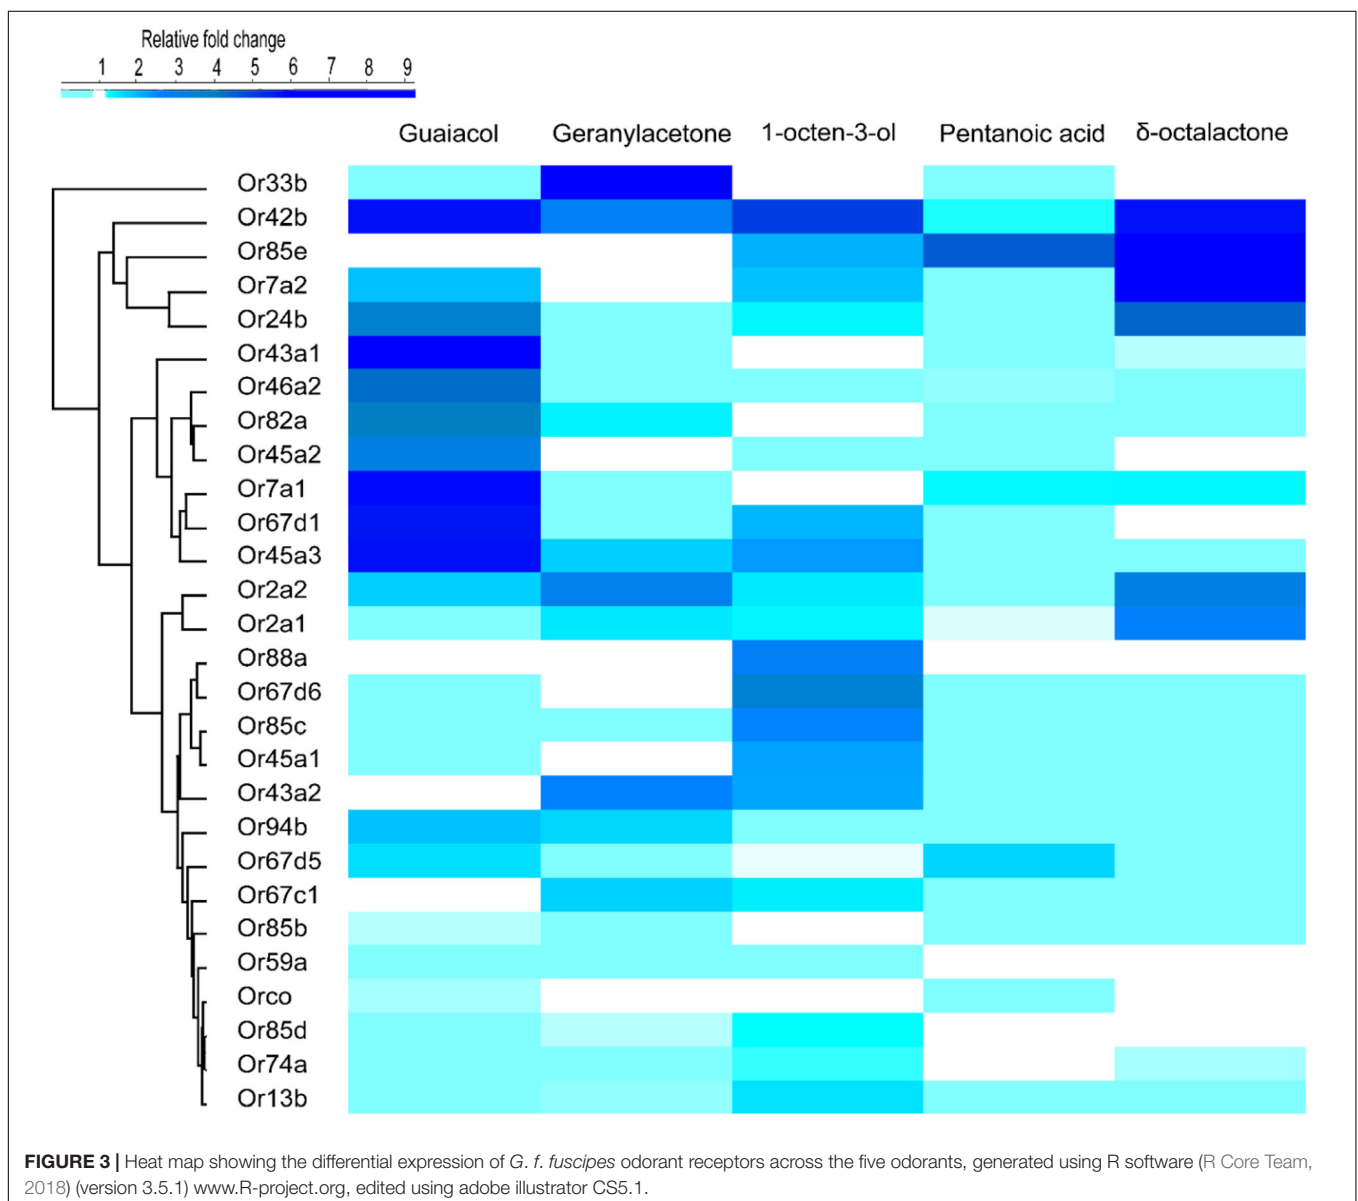 Relative fold change
1 2 3 4 5 6 7 8 9
Guaiacol Geranylacetone 1-octen-3-ol Pentanoic acid δ-octalactone
Or33b
Or42b
Or85e
Or7a2
Or24b
Or43a1
Or46a2
Or82a
Or45a2
Or7a1
Or67d1
Or45a3
Or2a2
Or2a1
Or88a
Or67d6
Or85c
Or45a1
Or43a2
Or94b
Or67d5
Or67c1
Or85b
Or59a
Orco
Or85d
Or74a
Or13b
FIGURE 3 | Heat map showing the differential expression of G. f. fuscipes odorant receptors across the five odorants, generated using R software (R Core Team,
2018) (version 3.5.1) www.R-project.org, edited using adobe illustrator CS5.1.